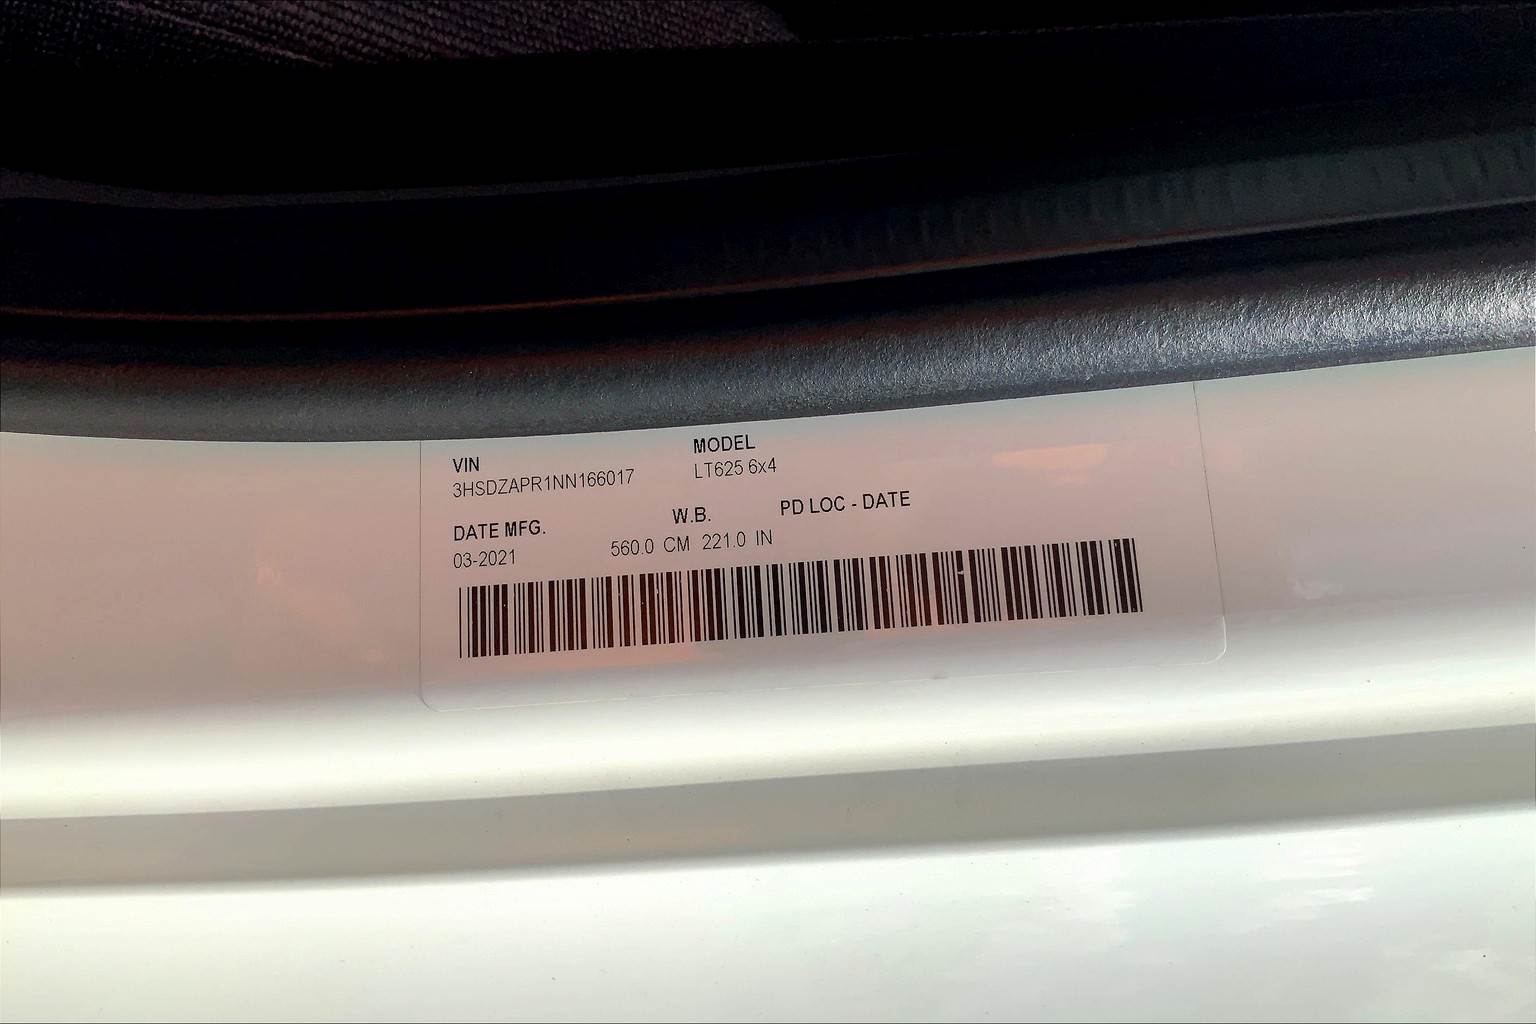 VIN
3HSDZAPR1NN166017
MODEL
LT625 6x4
DATE MFG.
03-2021
W.B.
560.0 CM 221.0 IN
PD LOC - DATE